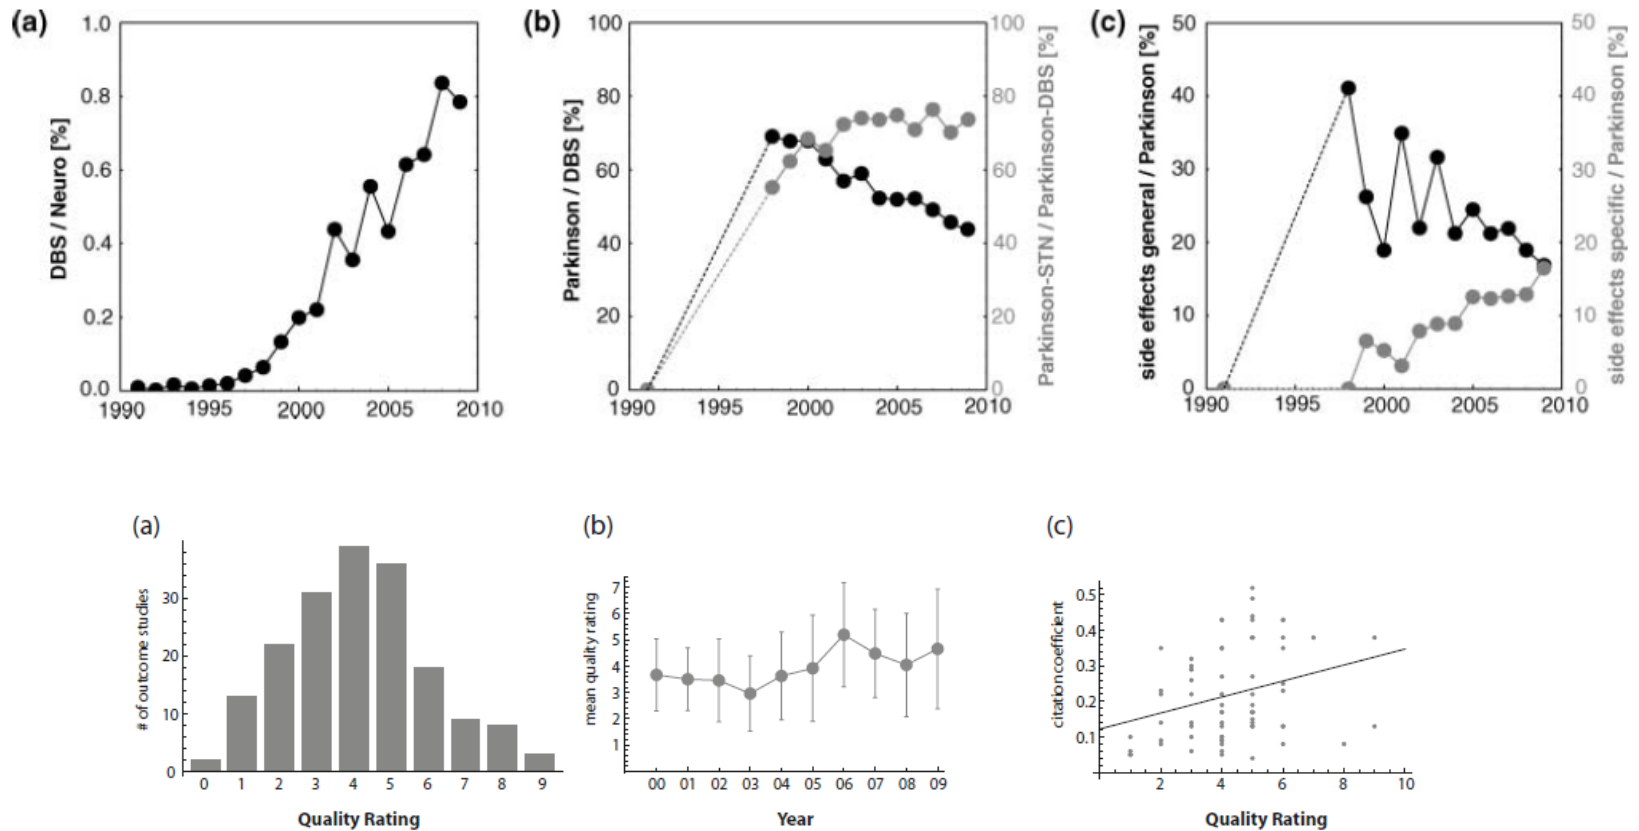 (a)
DBS / Neuro [%]
1.0
0.8
0.6
0.4
0.2
0.0
1990 1995 2000 2005 2010
(b)
Parkinson / DBS [%]
100
80
60
40
20
0
1990 1995 2000 2005 2010
100
80
60
40
20
0
Parkinson-STN / Parkinson-DBS [%]
(c)
side effects general / Parkinson [%]
50
40
30
20
10
0
1990 1995 2000 2005 2010
50
40
30
20
10
0
side effects specific / Parkinson [%]
(a)
# of outcome studies
30
20
10
0
0 1 2 3 4 5 6 7 8 9
Quality Rating
(b)
mean quality rating
7
6
5
4
3
2
1
00 01 02 03 04 05 06 07 08 09
Year
(c)
citation coefficient
0.5
0.4
0.3
0.2
0.1
2 4 6 8 10
Quality Rating